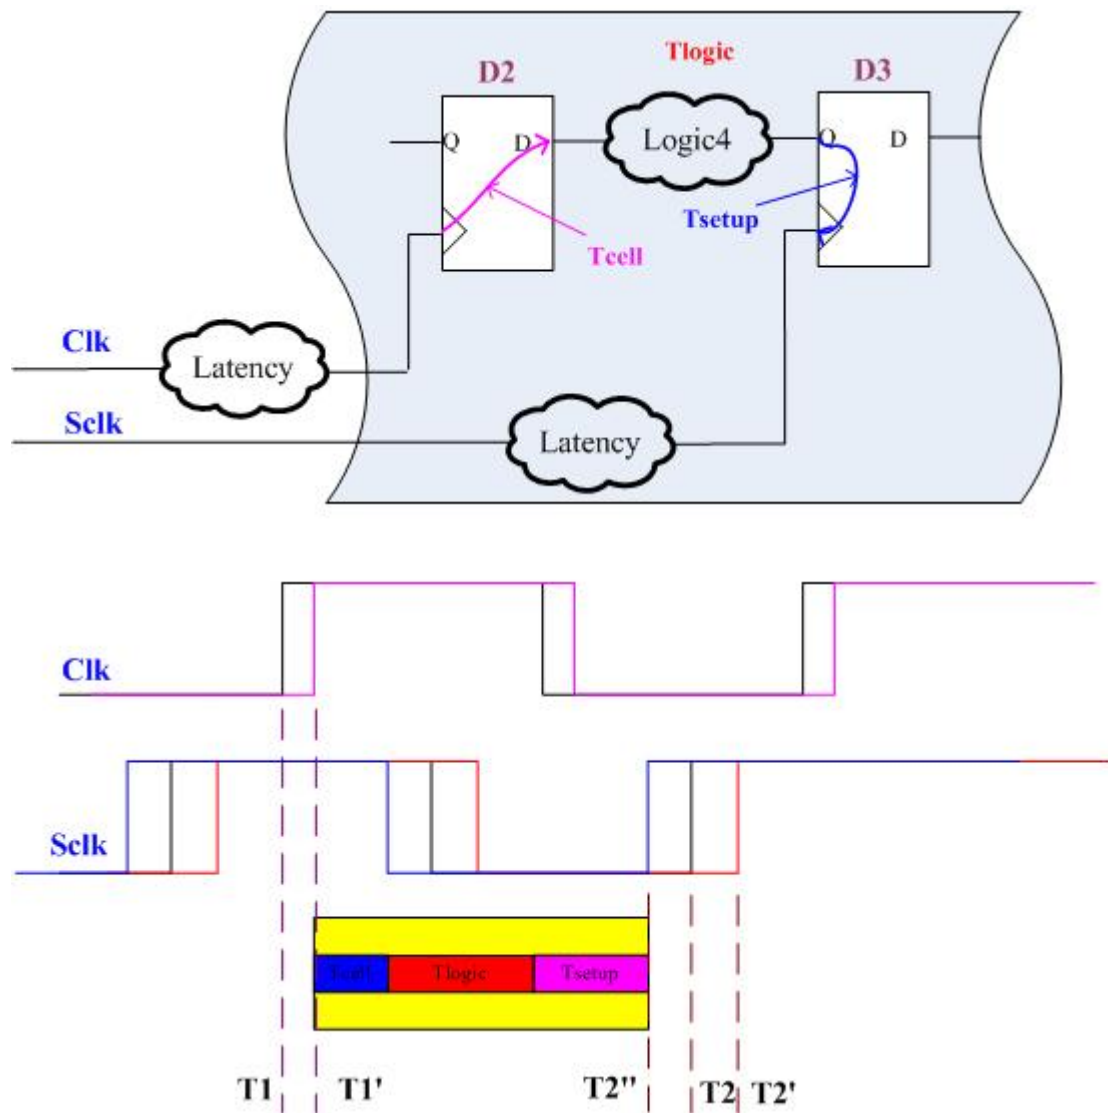 Tlogic
D2
D3
Q
D
Logic4
Q
D
Tsetup
Tcell
Clk
Latency
Sclk
Latency
Clk
Sclk
Tcell
Tlogic
Tsetup
T1
T1'
T2''
T2
T2'